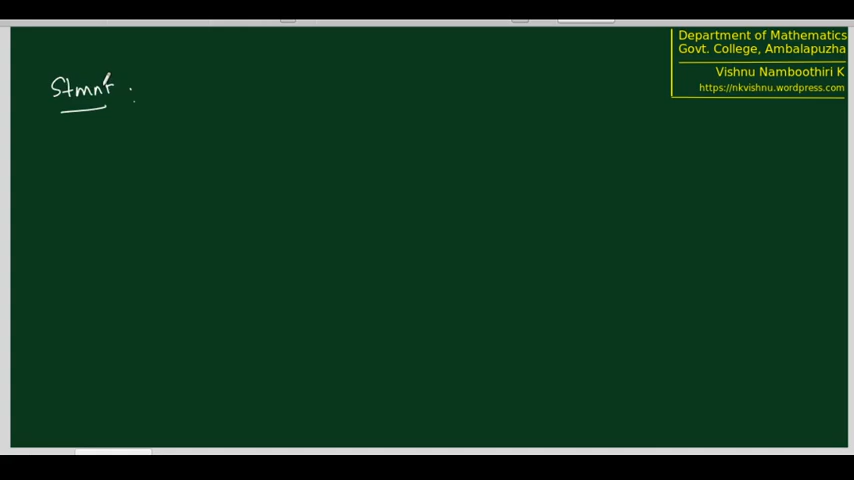 Department of Mathematics
Govt. College, Ambalapuzha
Vishnu Namboothiri K
https://nkvishnu.wordpress.com
Stmnt :